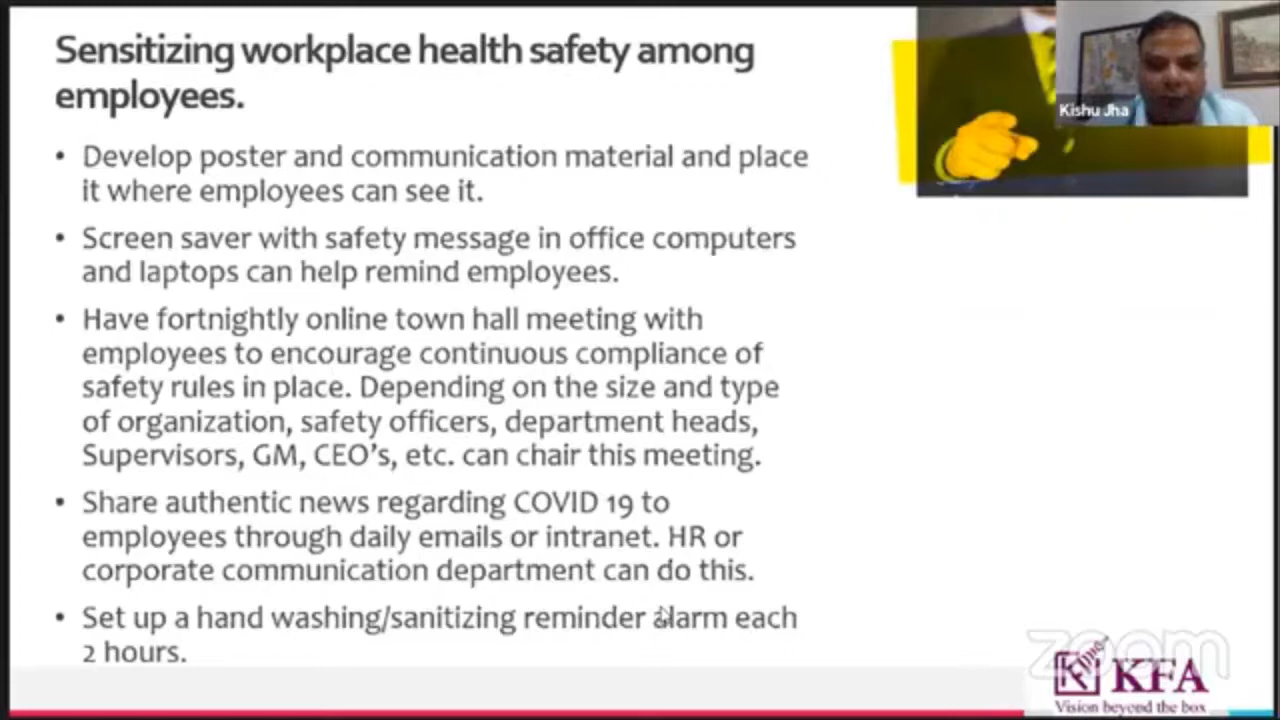 Sensitizing workplace health safety among
employees.
Kishu Jha
• Develop poster and communication material and place
it where employees can see it.
• Screen saver with safety message in office computers
and laptops can help remind employees.
• Have fortnightly online town hall meeting with
employees to encourage continuous compliance of
safety rules in place. Depending on the size and type
of organization, safety officers, department heads,
Supervisors, GM, CEO’s, etc. can chair this meeting.
• Share authentic news regarding COVID 19 to
employees through daily emails or intranet. HR or
corporate communication department can do this.
• Set up a hand washing/sanitizing reminder alarm each
2 hours.
zoom
KFA
Vision beyond the box